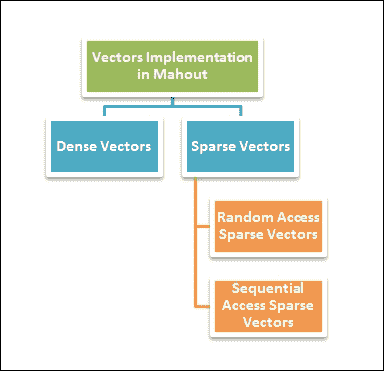 Vectors Implementation
in Mahout
Dense Vectors
Sparse Vectors
Random Access
Sparse Vectors
Sequential
Access Sparse
Vectors